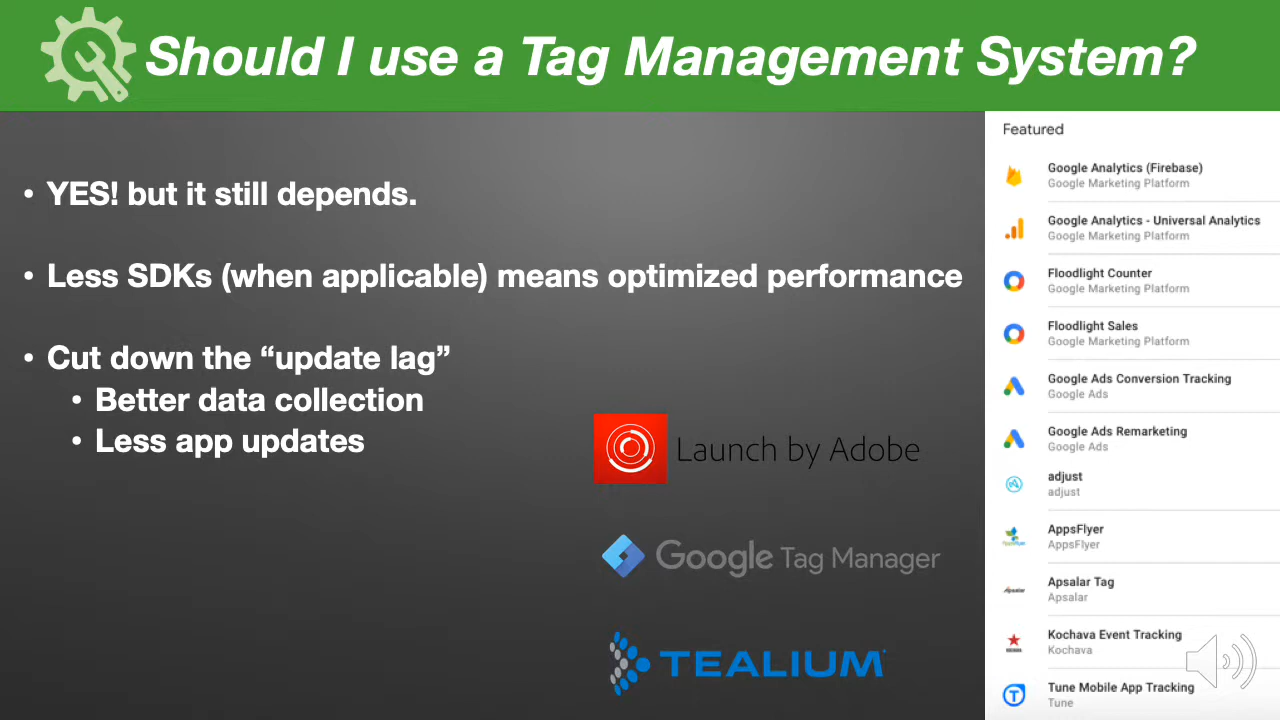 Should I use a Tag Management System?
• YES! but it still depends.
• Less SDKs (when applicable) means optimized performance
• Cut down the “update lag”
• Better data collection
• Less app updates
Launch by Adobe
Google Tag Manager
TEALIUM
Featured
Google Analytics (Firebase)
Google Marketing Platform
Google Analytics - Universal Analytics
Google Marketing Platform
Floodlight Counter
Google Marketing Platform
Floodlight Sales
Google Marketing Platform
Google Ads Conversion Tracking
Google Ads
Google Ads Remarketing
Google Ads
adjust
adjust
AppsFlyer
AppsFlyer
Apsalar Tag
Apsalar
Kochava Event Tracking
Kochava
Tune Mobile App Tracking
Tune